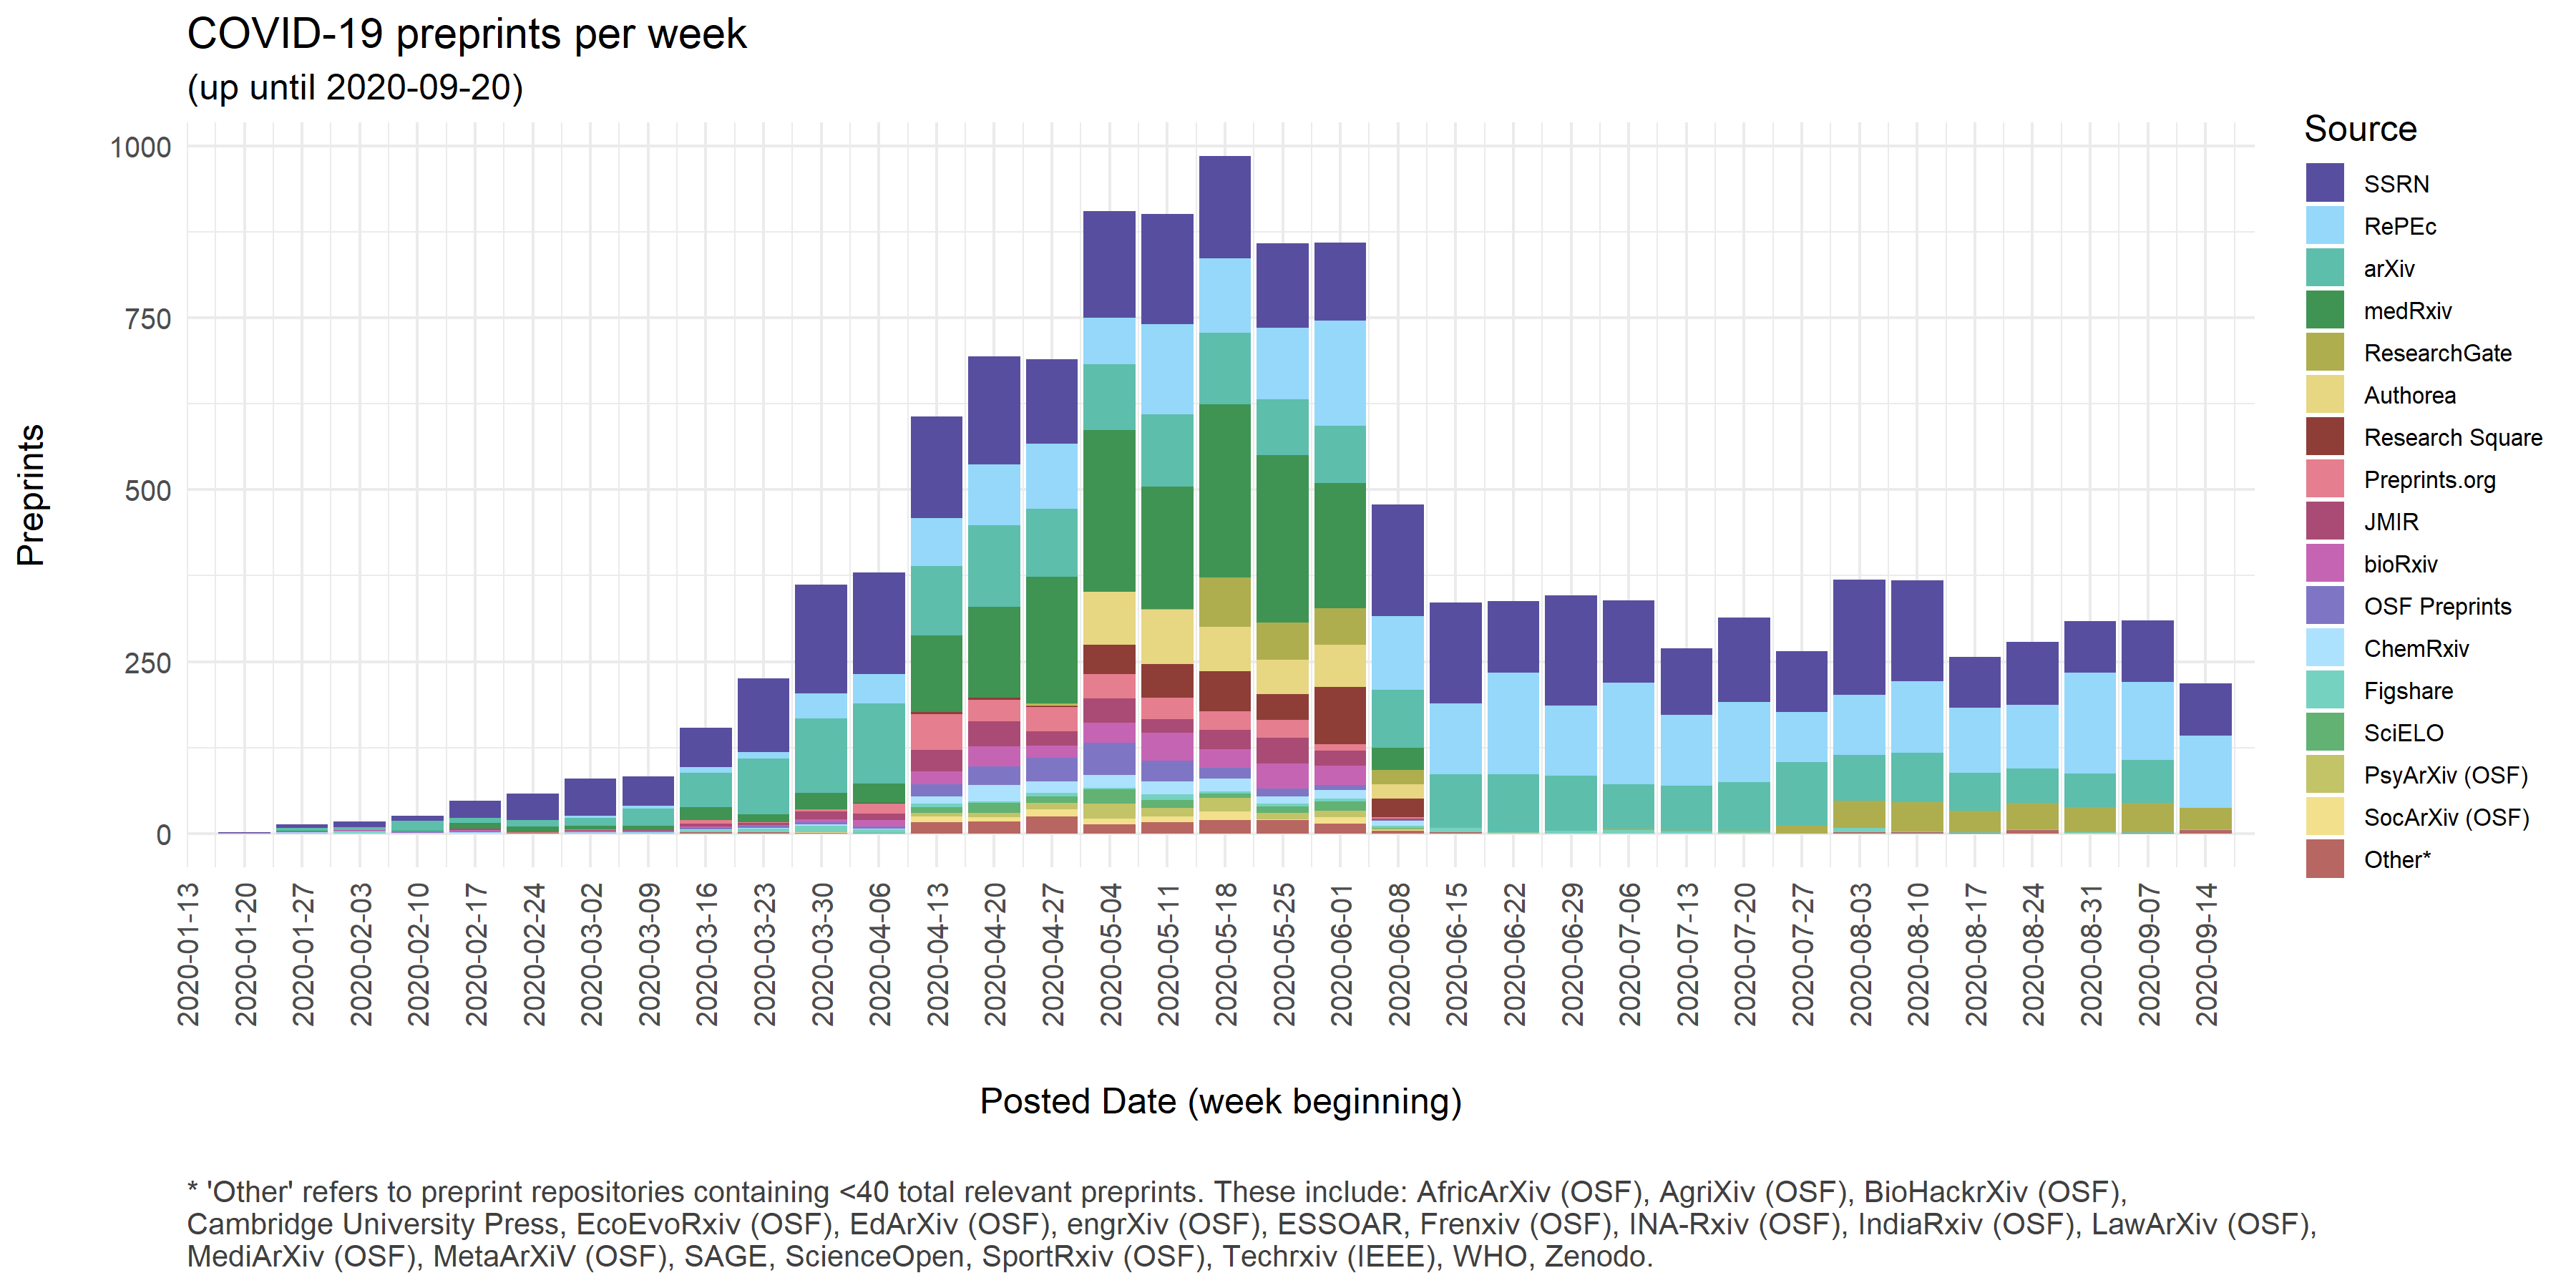 COVID-19 preprints per week
(up until 2020-09-20)
Preprints
1000
750
500
250
0
2020-01-13
2020-01-20
2020-01-27
2020-02-03
2020-02-10
2020-02-17
2020-02-24
2020-03-02
2020-03-09
2020-03-16
2020-03-23
2020-03-30
2020-04-06
2020-04-13
2020-04-20
2020-04-27
2020-05-04
2020-05-11
2020-05-18
2020-05-25
2020-06-01
2020-06-08
2020-06-15
2020-06-22
2020-06-29
2020-07-06
2020-07-13
2020-07-20
2020-07-27
2020-08-03
2020-08-10
2020-08-17
2020-08-24
2020-08-31
2020-09-07
2020-09-14
Posted Date (week beginning)
Source
SSRN
RePEc
arXiv
medRxiv
ResearchGate
Authorea
Research Square
Preprints.org
JMIR
bioRxiv
OSF Preprints
ChemRxiv
Figshare
SciELO
PsyArXiv (OSF)
SocArXiv (OSF)
Other*
* 'Other' refers to preprint repositories containing <40 total relevant preprints. These include: AfricArXiv (OSF), AgriXiv (OSF), BioHackrXiv (OSF),
Cambridge University Press, EcoEvoRxiv (OSF), EdArXiv (OSF), engrXiv (OSF), ESSOAR, Frenxiv (OSF), INA-Rxiv (OSF), IndiaRxiv (OSF), LawArXiv (OSF),
MediArXiv (OSF), MetaArXiV (OSF), SAGE, ScienceOpen, SportRxiv (OSF), Techrxiv (IEEE), WHO, Zenodo.